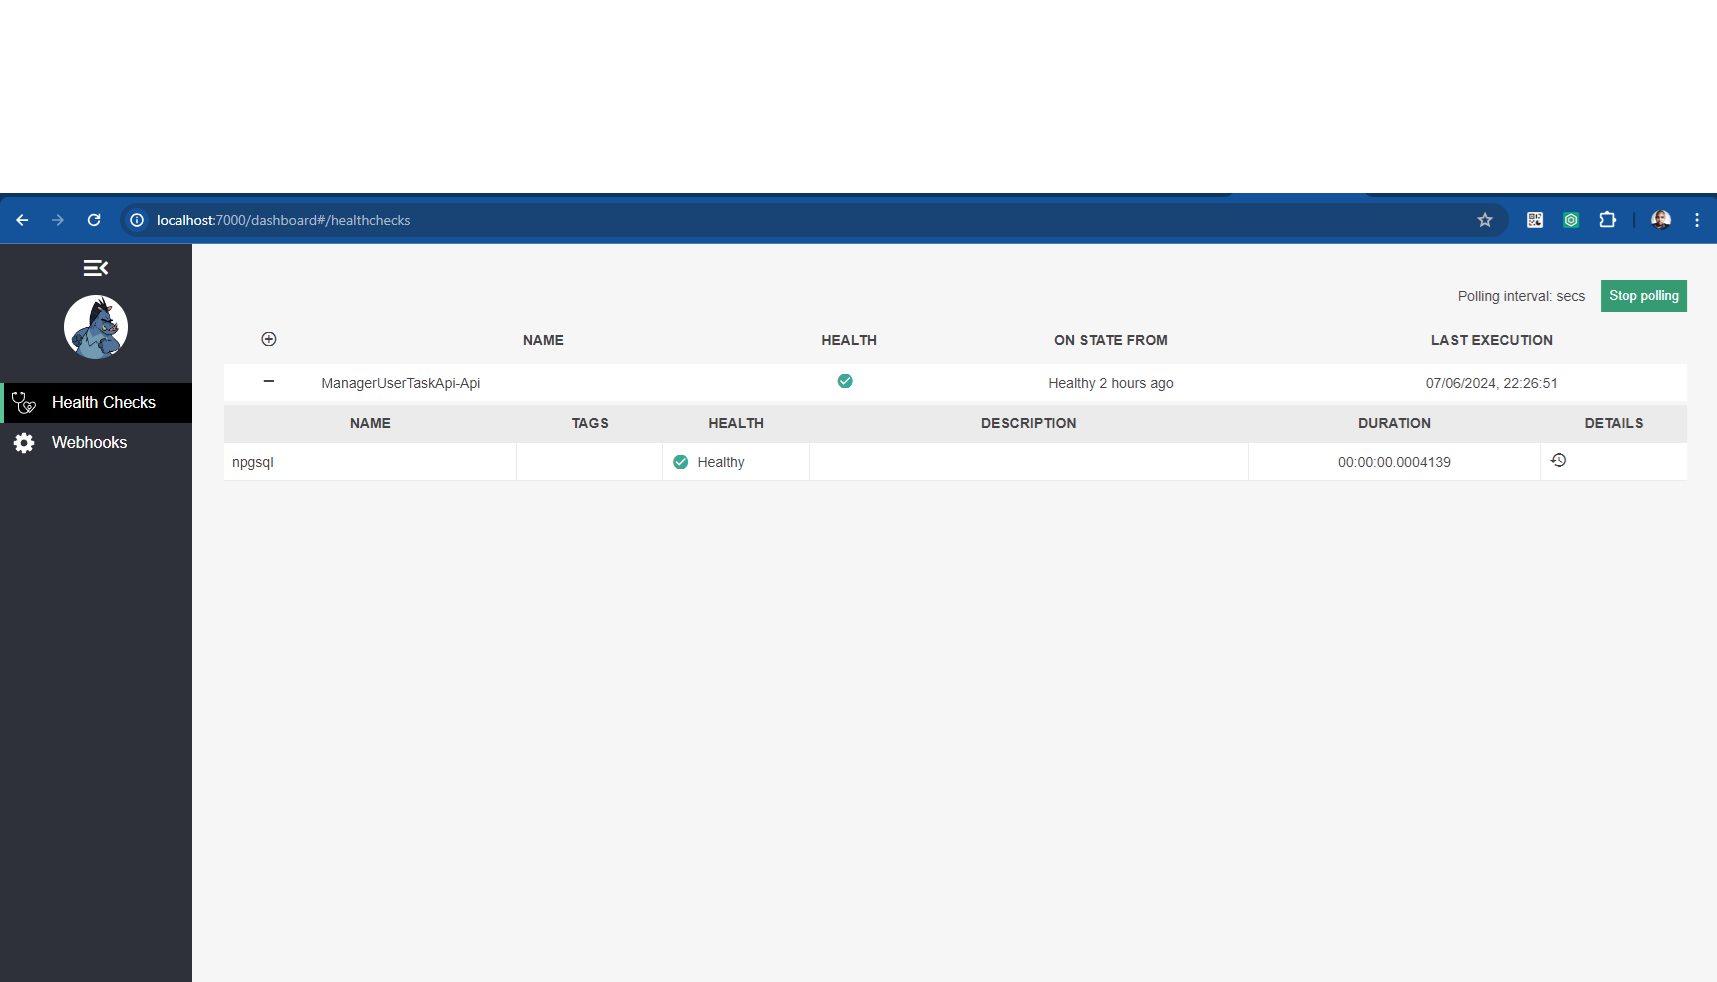 localhost:7000/dashboard#/healthchecks
Polling interval: secs Stop polling
NAME HEALTH ON STATE FROM LAST EXECUTION
ManagerUserTaskApi-Api Healthy 2 hours ago 07/06/2024, 22:26:51
Health Checks
NAME TAGS HEALTH DESCRIPTION DURATION DETAILS
Webhooks
npgsql Healthy 00:00:00.0004139